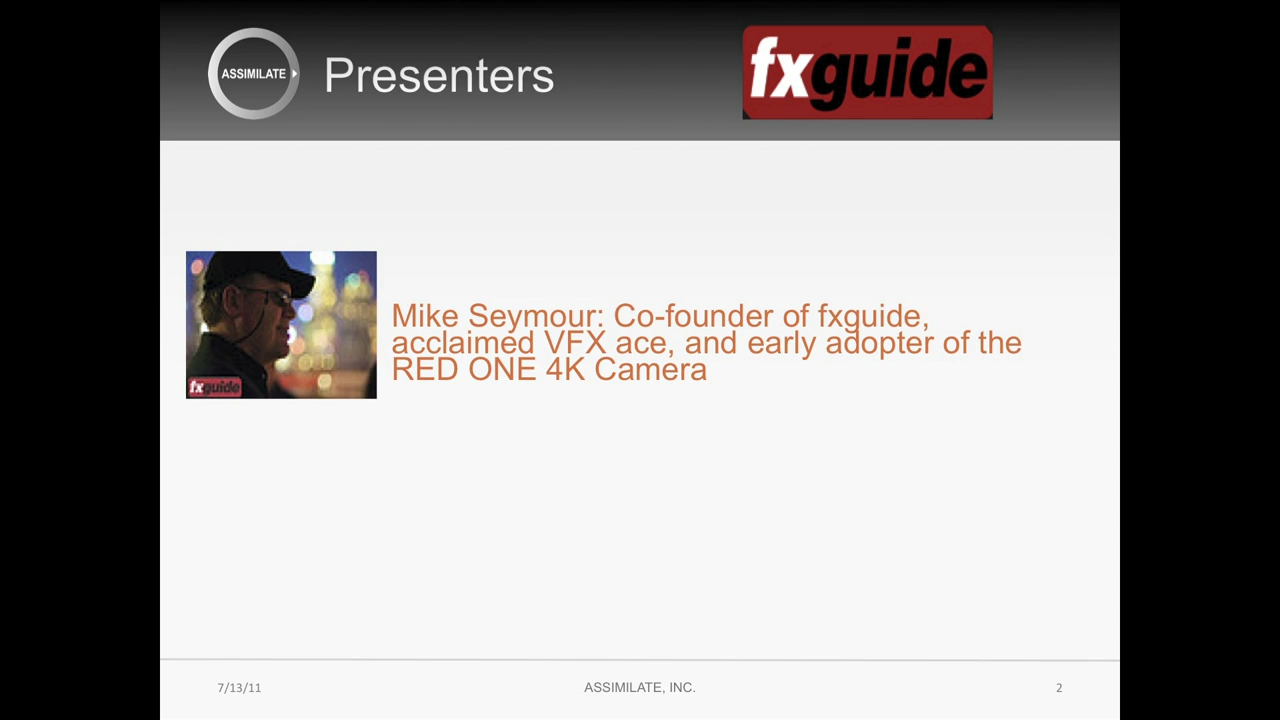 ASSIMILATE
Presenters
fxguide
Mike Seymour: Co-founder of fxguide,
acclaimed VFX ace, and early adopter of the
RED ONE 4K Camera
fxguide
7/13/11
ASSIMILATE, INC.
2